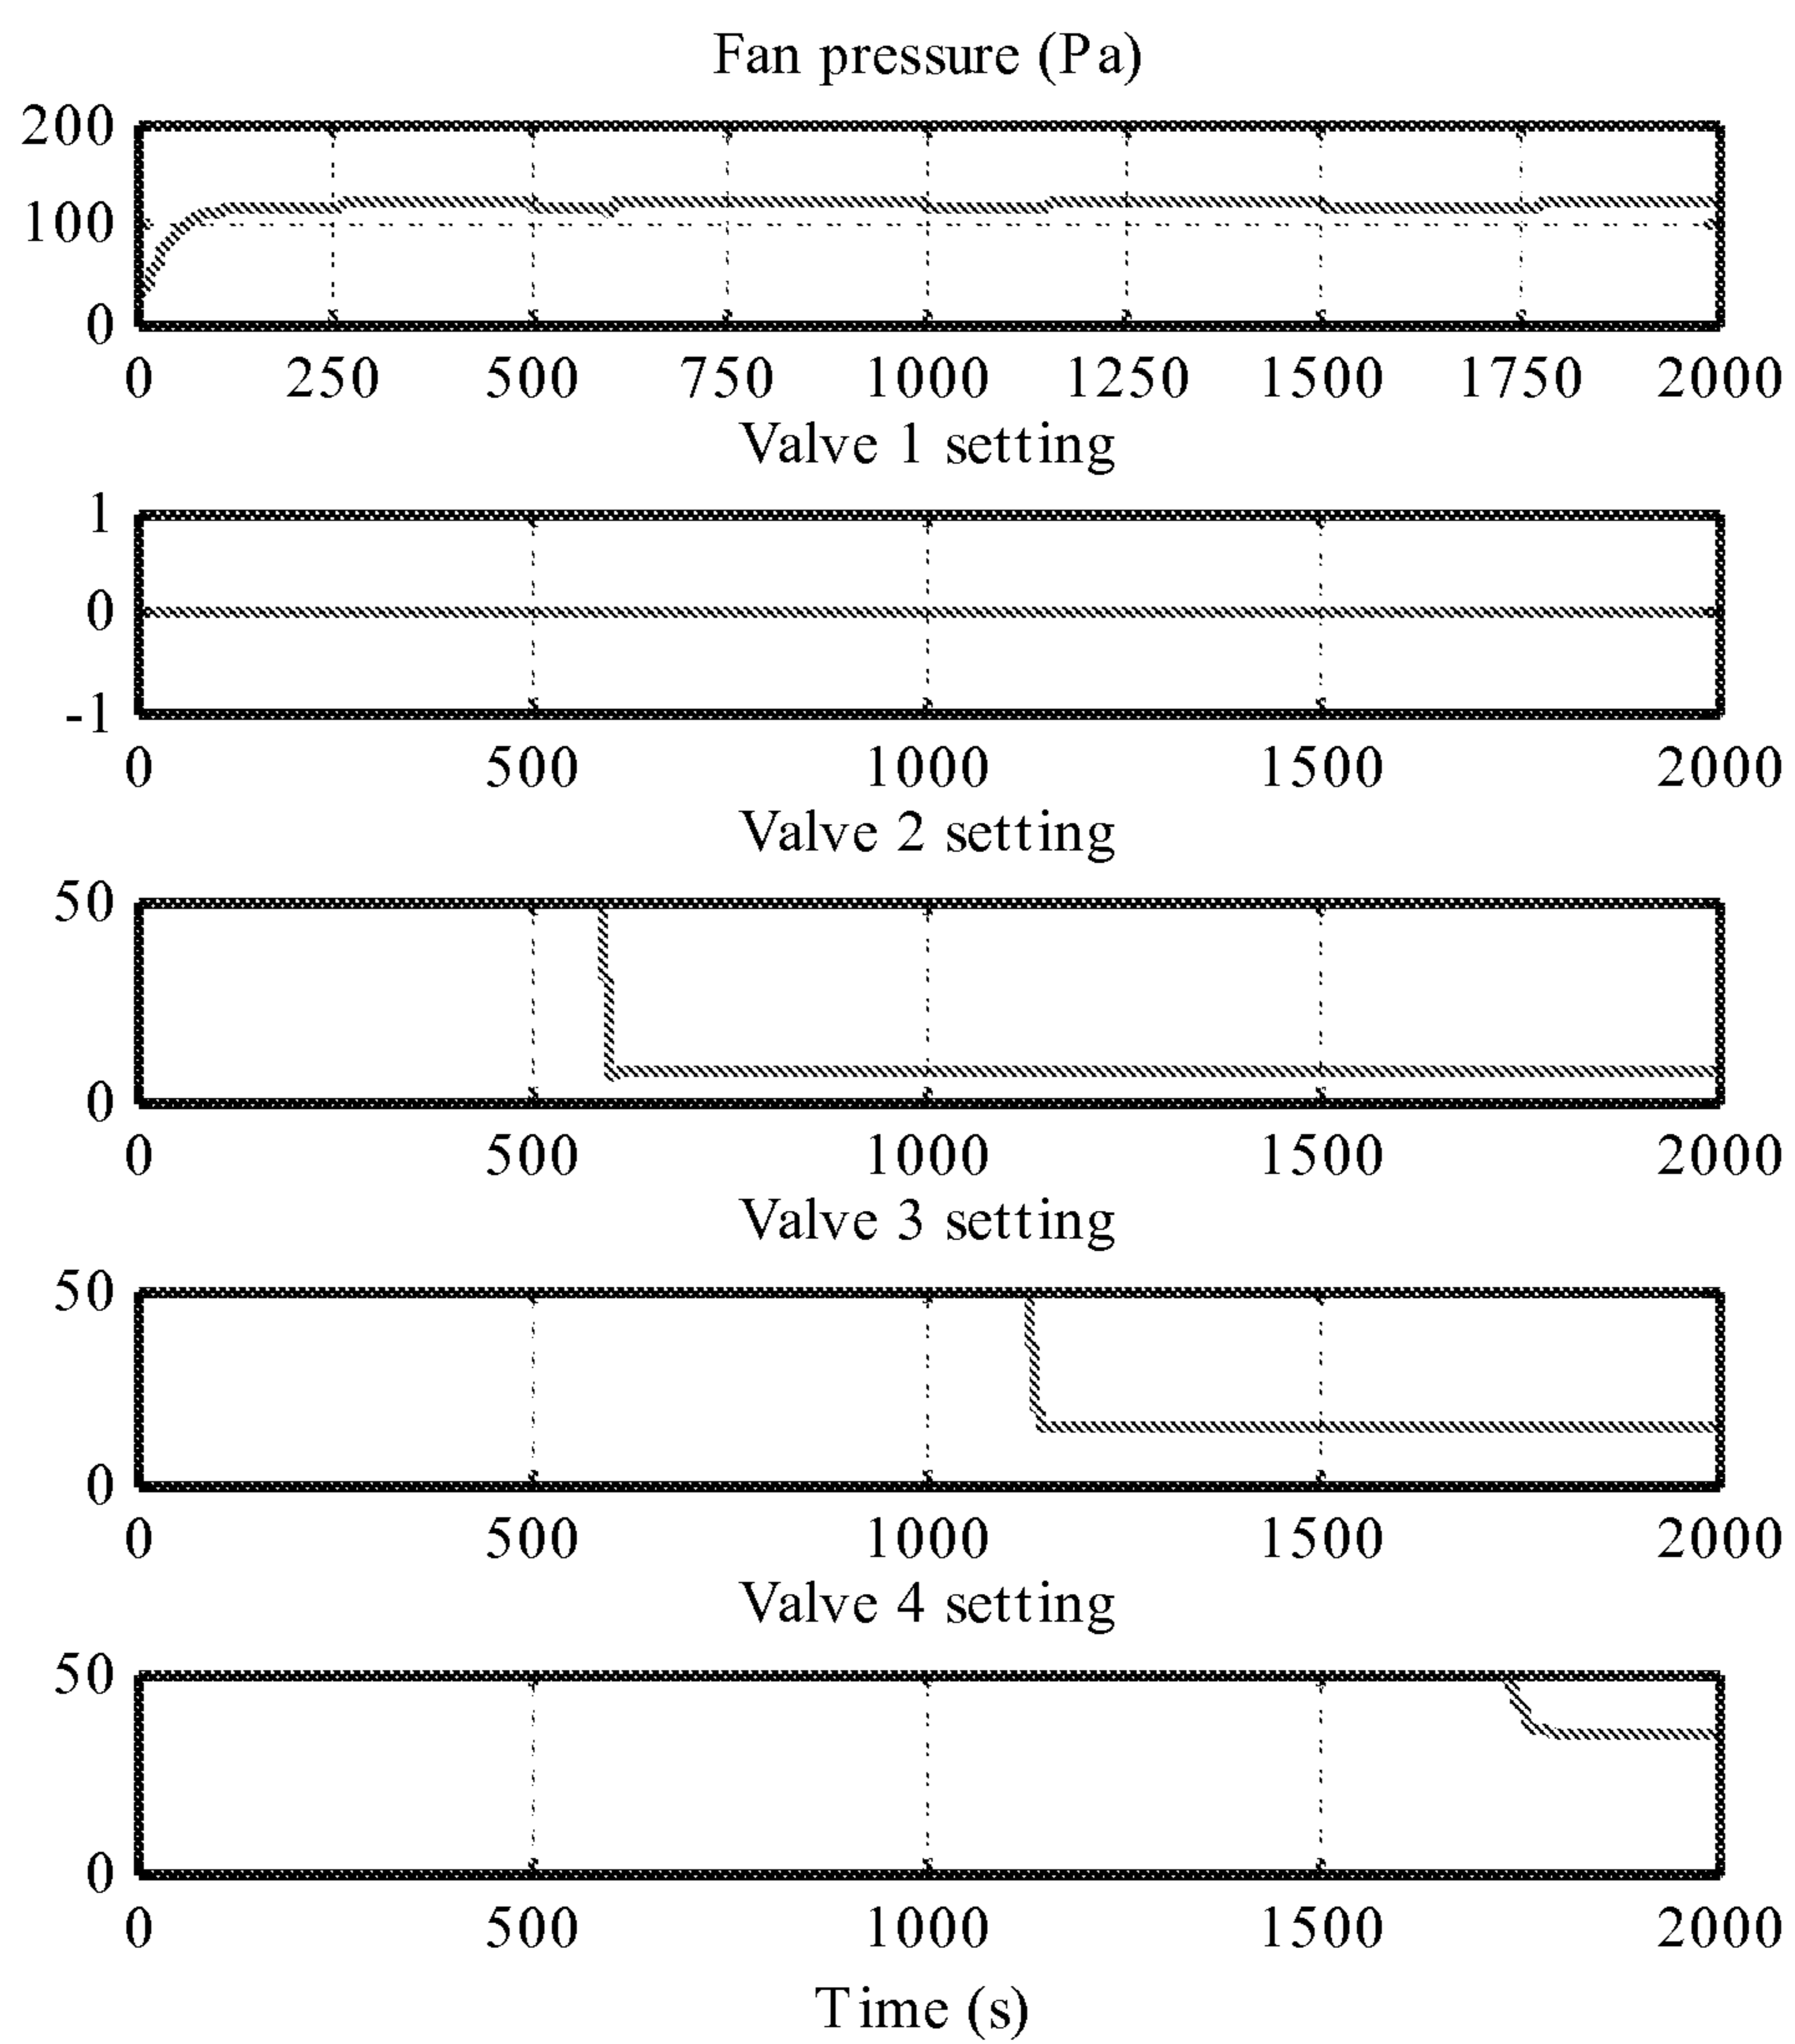 Fan pressure (Pa)
200
100
0
0 250 500 750 1000 1250 1500 1750 2000
Valve 1 setting
1
0
-1
0 500 1000 1500 2000
Valve 2 setting
50
0
0 500 1000 1500 2000
Valve 3 setting
50
0
0 500 1000 1500 2000
Valve 4 setting
50
0
0 500 1000 1500 2000
Time (s)